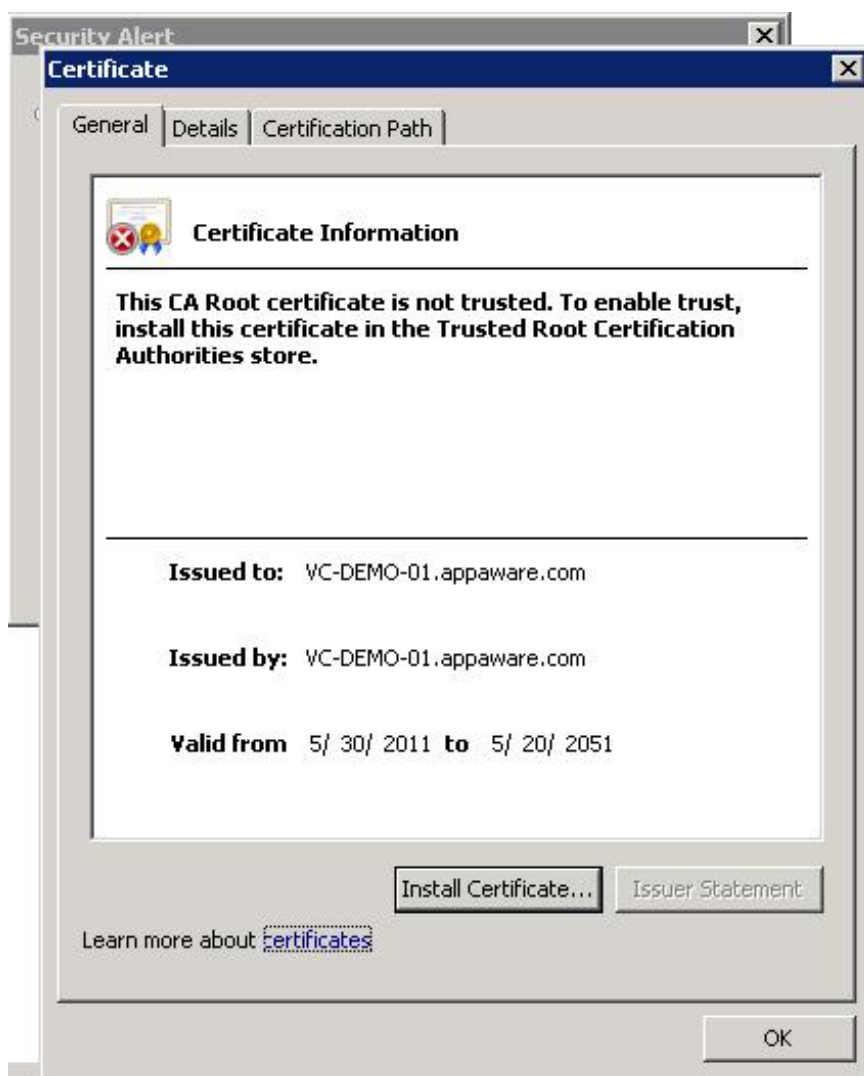 Security Alert
Certificate
General Details Certification Path
Certificate Information
This CA Root certificate is not trusted. To enable trust,
install this certificate in the Trusted Root Certification
Authorities store.
Issued to: VC-DEMO-01.appaware.com
Issued by: VC-DEMO-01.appaware.com
Valid from 5/ 30/ 2011 to 5/ 20/ 2051
Install Certificate... Issuer Statement
Learn more about certificates
OK